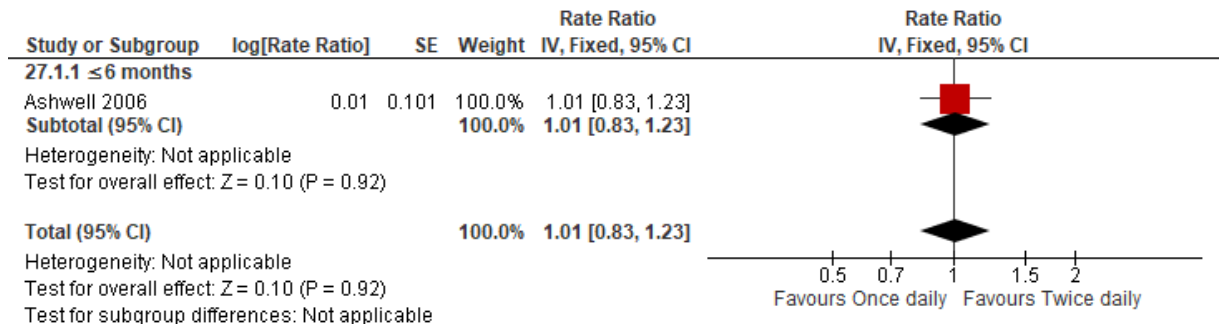 Rate Ratio Rate Ratio
Study or Subgroup log[Rate Ratio] SE Weight IV, Fixed, 95% CI IV, Fixed, 95% CI
27.1.1 ≤6 months
Ashwell 2006 0.01 0.101 100.0% 1.01 [0.83, 1.23]
Subtotal (95% CI) 100.0% 1.01 [0.83, 1.23]
Heterogeneity: Not applicable
Test for overall effect: Z = 0.10 (P = 0.92)
Total (95% CI) 100.0% 1.01 [0.83, 1.23]
Heterogeneity: Not applicable
Test for overall effect: Z = 0.10 (P = 0.92)
Test for subgroup differences: Not applicable
0.5 0.7 1 1.5 2
Favours Once daily Favours Twice daily